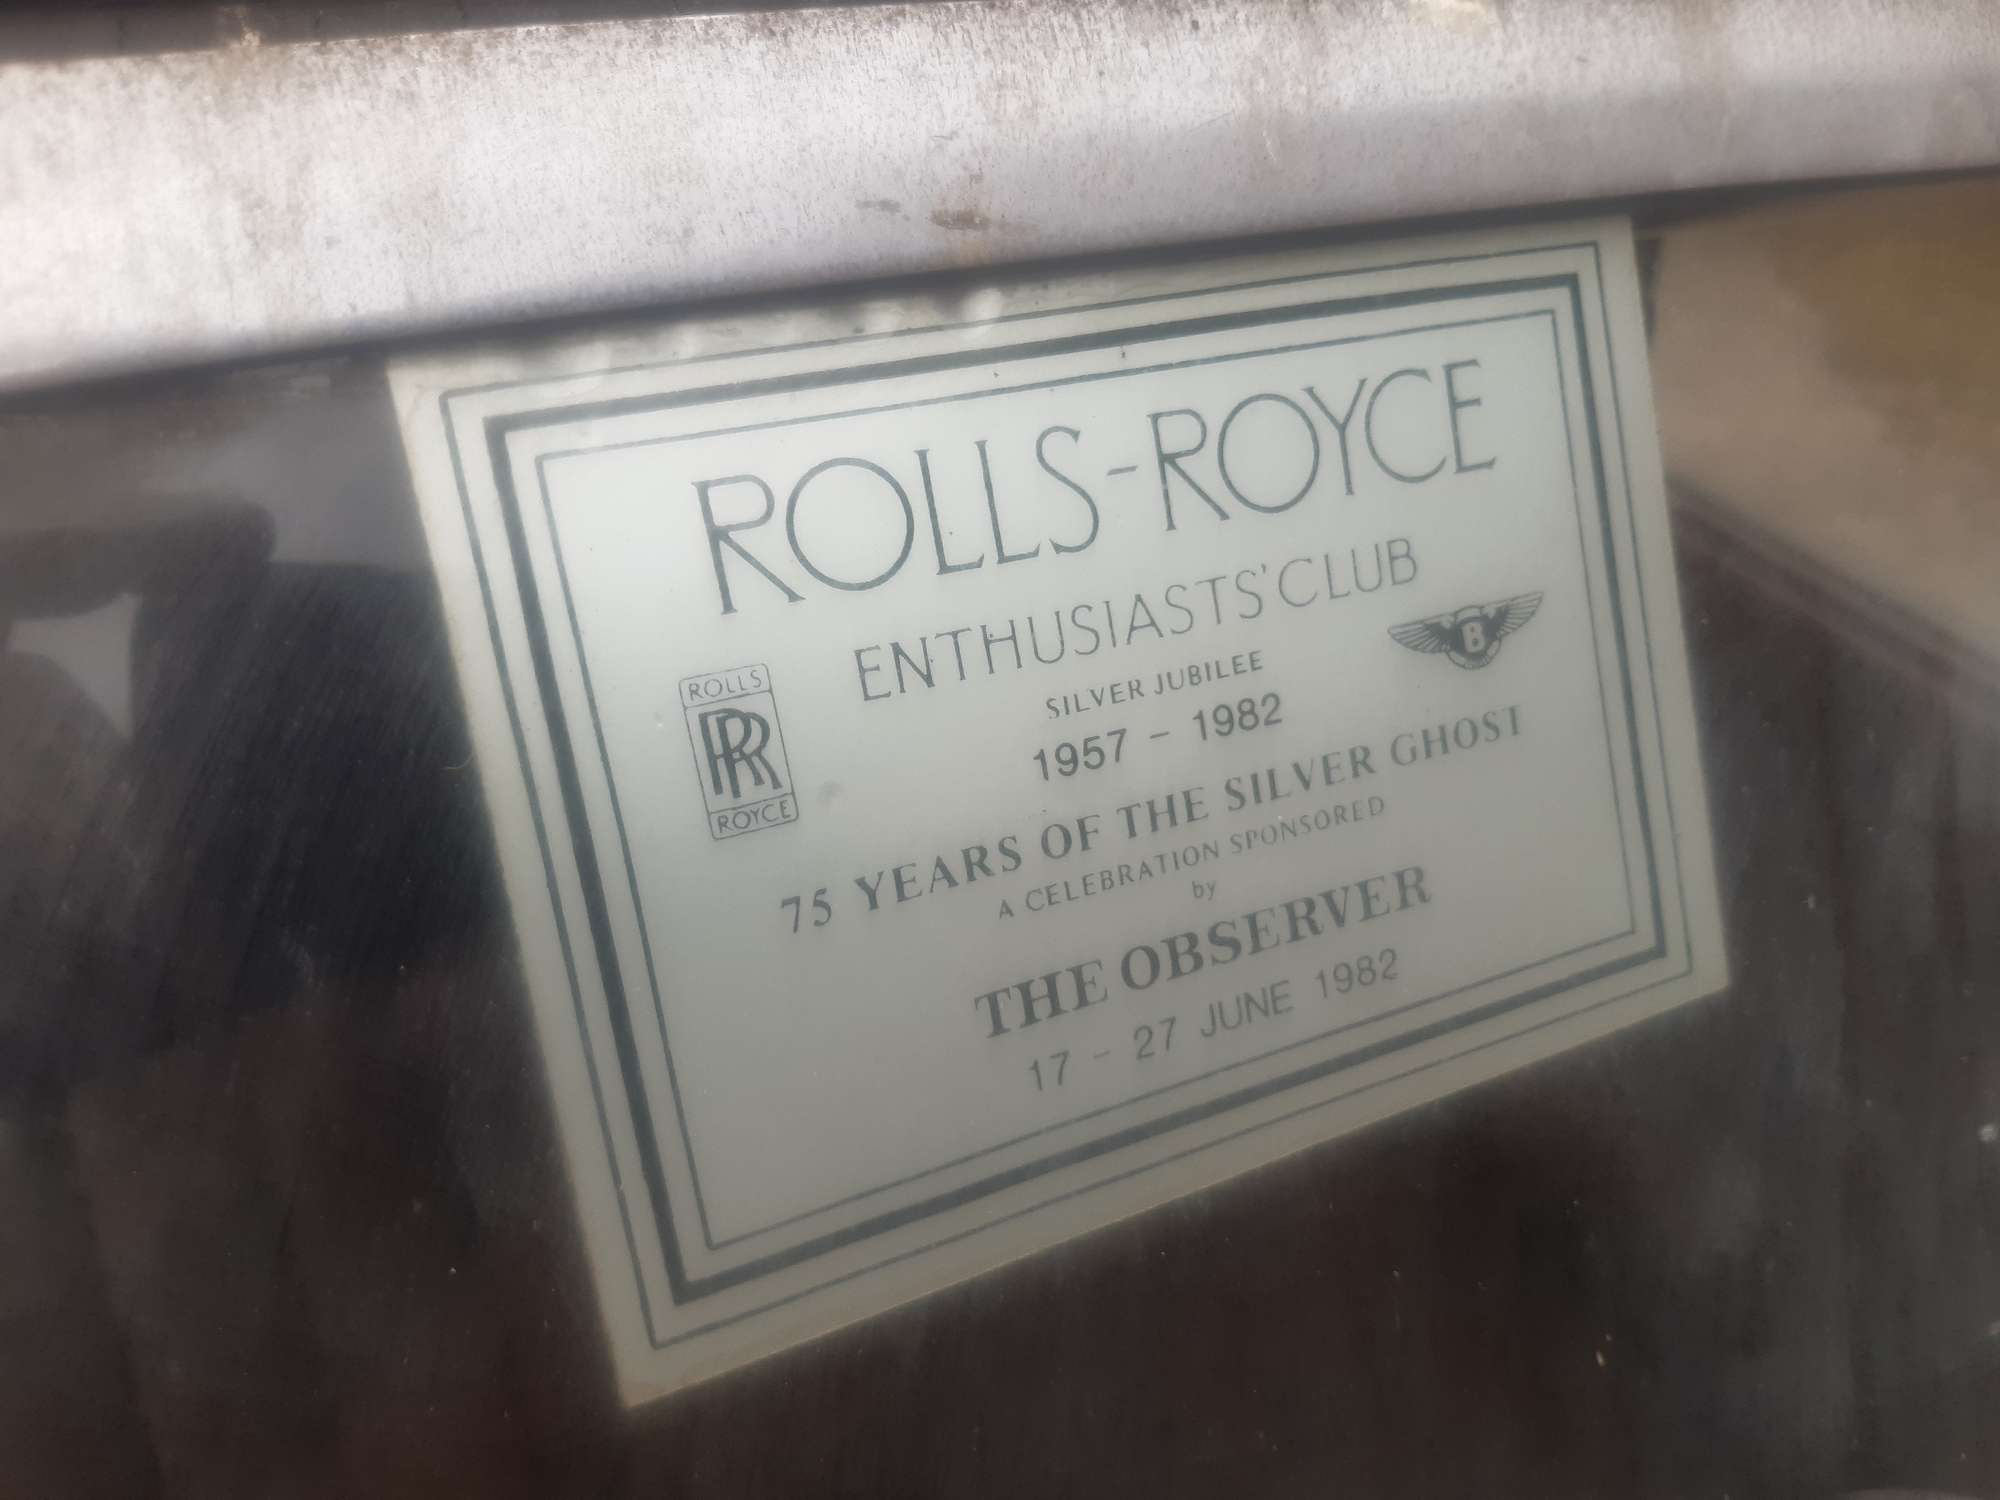 ROLLS-ROYCE
ENTHUSIASTS' CLUB
SILVER JUBILEE
1957 - 1982
ROLLS
RR
ROYCE
B
75 YEARS OF THE SILVER GHOST
A CELEBRATION SPONSORED
by
THE OBSERVER
17 - 27 JUNE 1982